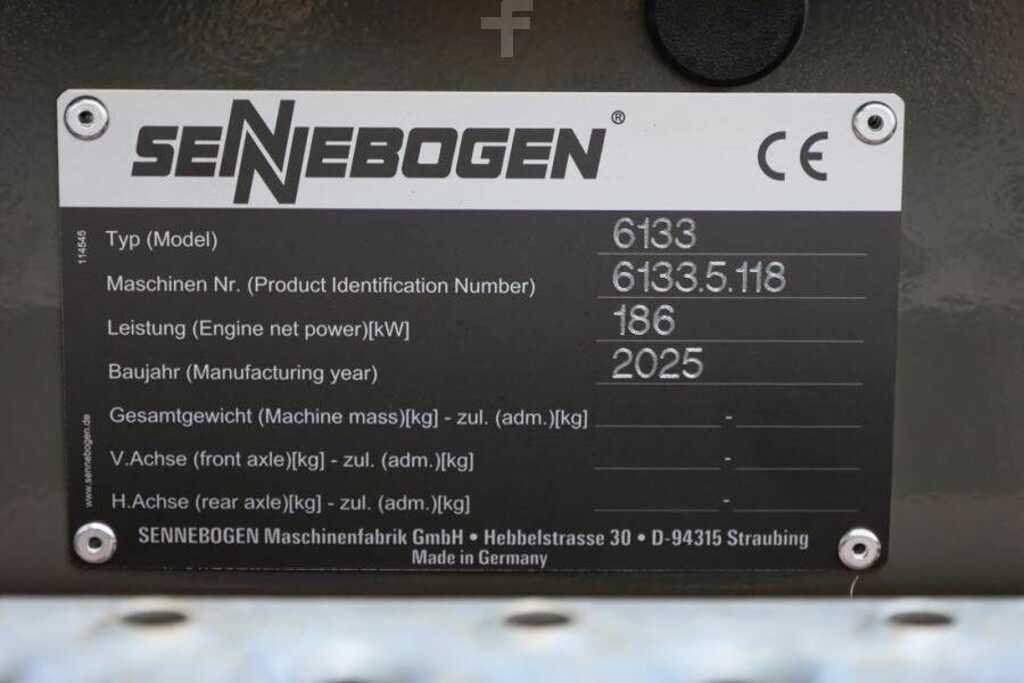 f
SENNEBOGEN®
CE
114545
Typ (Model) 6133
Maschinen Nr. (Product Identification Number) 6133.5.118
Leistung (Engine net power)[kW] 186
Baujahr (Manufacturing year) 2025
Gesamtgewicht (Machine mass)[kg] - zul. (adm.)[kg] -
V.Achse (front axle)[kg] - zul. (adm.)[kg] -
H.Achse (rear axle)[kg] - zul. (adm.)[kg] -
www.sennebogen.de
SENNEBOGEN Maschinenfabrik GmbH • Hebbelstrasse 30 • D-94315 Straubing
Made in Germany